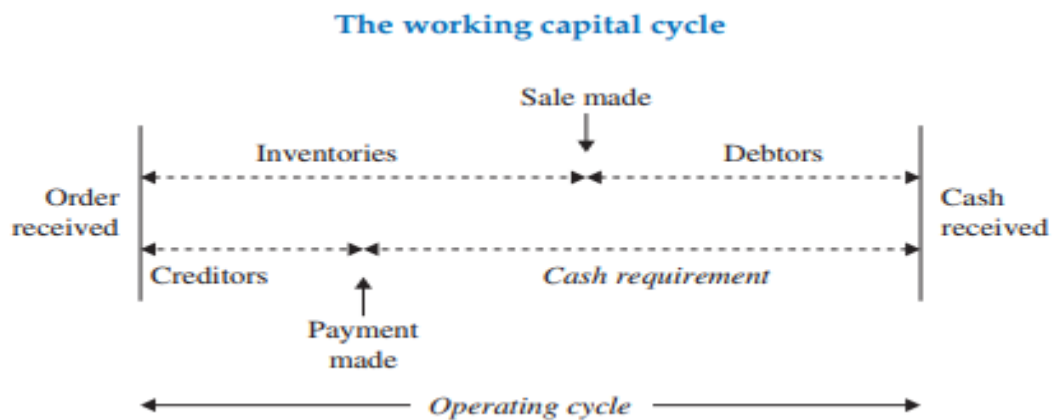 The working capital cycle
Sale made
Inventories
Debtors
Order
received
Cash
received
Creditors
Cash requirement
Payment
made
Operating cycle